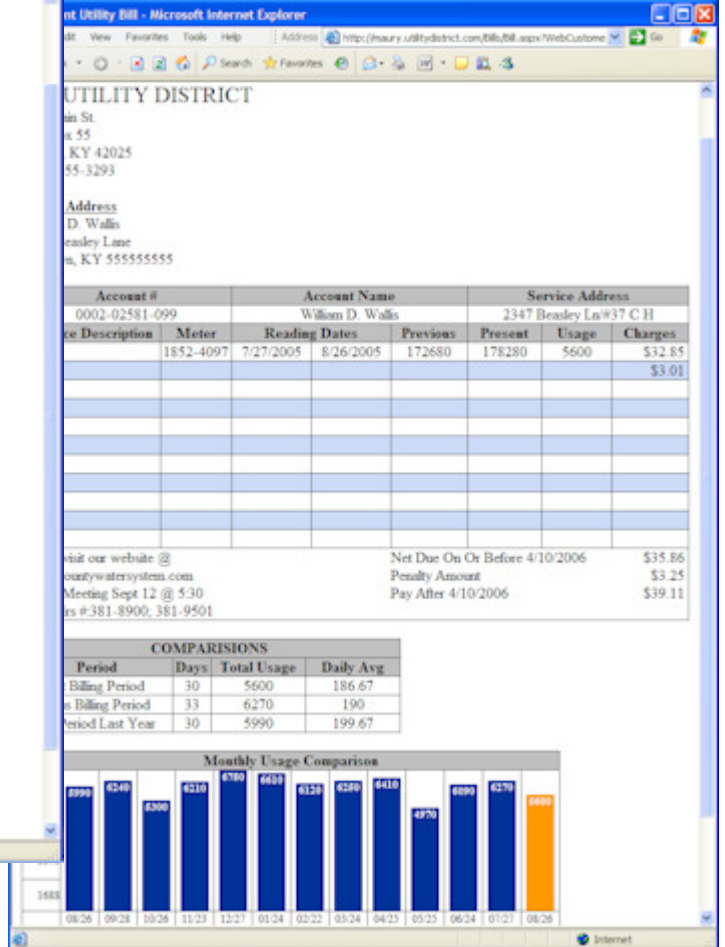 nt Utility Bill - Microsoft Internet Explorer
dit View Favorites Tools Help Address http://maury.utilitydistrict.com/Bills/Bill.aspx?WebCustome Go
Search Favorites
UTILITY DISTRICT
in St.
x 55
, KY 42025
55-3293
Address
D. Wallis
easley Lane
n, KY 555555555
Account # Account Name Service Address
0002-02581-099 William D. Wallis 2347 Beasley Ln/#37 C H
ce Description Meter Reading Dates Previous Present Usage Charges
1852-4097 7/27/2005 8/26/2005 172680 178280 5600 $32.85
$3.01
visit our website @ Net Due On Or Before 4/10/2006 $35.86
ountywatersystem.com Penalty Amount $3.25
Meeting Sept 12 @ 5:30 Pay After 4/10/2006 $39.11
rs #:381-8900; 381-9501
COMPARISIONS
Period Days Total Usage Daily Avg
t Billing Period 30 5600 186.67
s Billing Period 33 6270 190
Period Last Year 30 5990 199.67
Monthly Usage Comparison
5990 6240 5300 6210 6780 6610 6120 6250 6410 4970 6090 6270 5600
1688
08/26 09/28 10/26 11/23 12/27 01/24 02/22 03/24 04/25 05/25 06/24 07/27 08/26
Internet